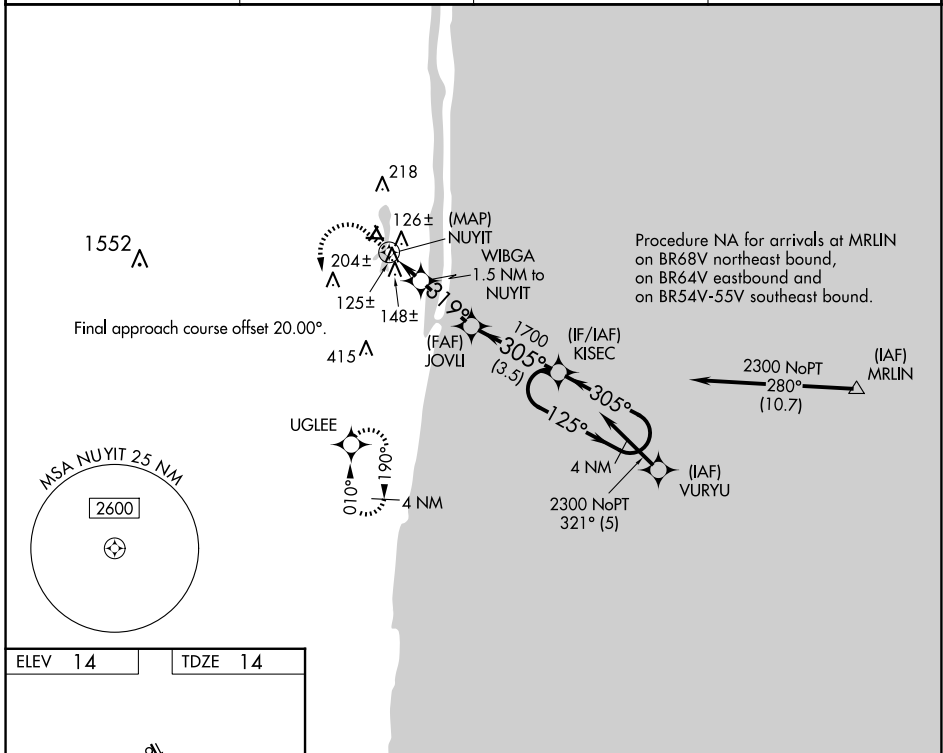 218
126±
(MAP)
NUYIT
1552
204±
WIBGA
1.5 NM to
NUYIT
Procedure NA for arrivals at MRLIN
on BR68V northeast bound,
on BR64V eastbound and
on BR54V-55V southeast bound.
125±
148±
319°
Final approach course offset 20.00°.
415
(FAF)
JOVLI
1700
305°
(3.5)
(IF/IAF)
KISEC
2300 NoPT
280°
(10.7)
(IAF)
MRLIN
305°
125°
UGLEE
010°
190°
4 NM
4 NM
(IAF)
VURYU
2300 NoPT
321° (5)
MSA NUYIT 25 NM
2600
ELEV 14
TDZE 14